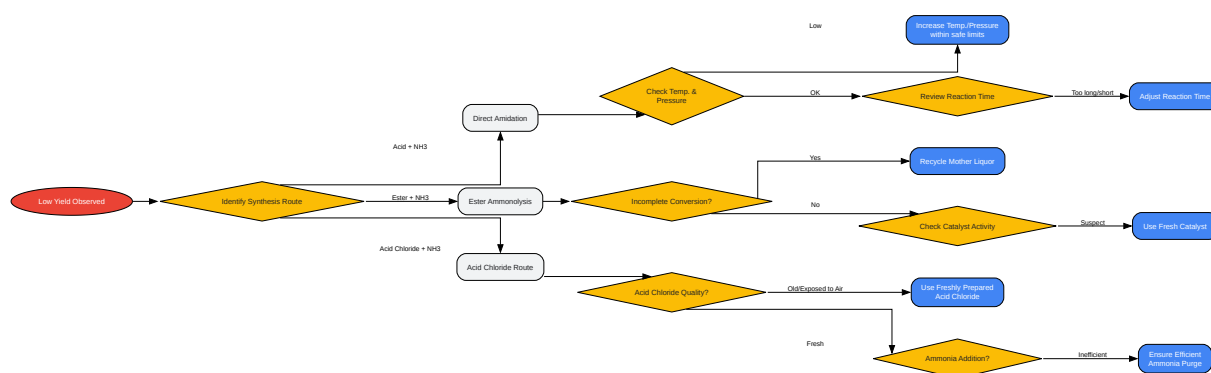 Low
Increase Temp./Pressure
within safe limits
Check Temp. &
Pressure
OK
Review Reaction Time
Too long/short
Adjust Reaction Time
Direct Amidation
Acid + NH3
Low Yield Observed
Identify Synthesis Route
Ester + NH3
Ester Ammonolysis
Incomplete Conversion?
Yes
Recycle Mother Liquor
No
Check Catalyst Activity
Suspect
Use Fresh Catalyst
Acid Chloride + NH3
Acid Chloride Route
Acid Chloride Quality?
Old/Exposed to Air
Use Freshly Prepared
Acid Chloride
Fresh
Ammonia Addition?
Inefficient
Ensure Efficient
Ammonia Purge